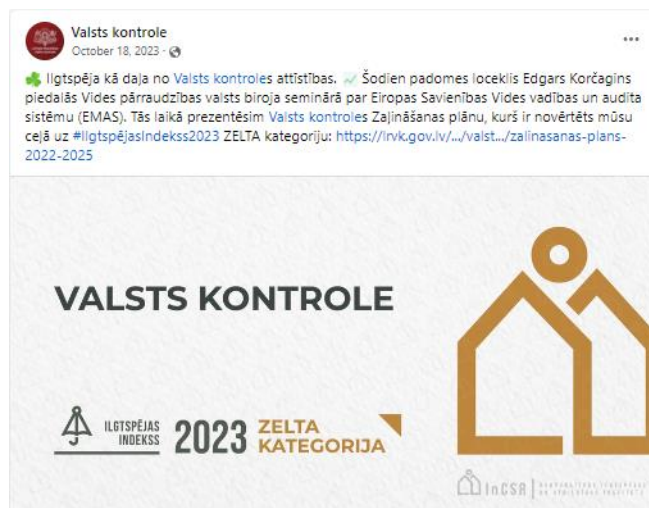 Valsts kontrole
October 18, 2023 ·
Ilgtspēja kā daļa no Valsts kontroles attīstības. Šodien padomes loceklis Edgars Korčagins
piedalās Vides pārraudzības valsts biroja seminārā par Eiropas Savienības Vides vadības un audita
sistēmu (EMAS). Tās laikā prezentēsim Valsts kontroles Zaļināšanas plānu, kurš ir novērtēts mūsu
ceļā uz #IlgtspējasIndekss2023 ZELTA kategoriju: https://lrvk.gov.lv/.../valst.../zalinasanas-plans-
2022-2025
VALSTS KONTROLE
ILGTSPĒJAS
INDEKSS
2023
ZELTA
KATEGORIJA
InCSR